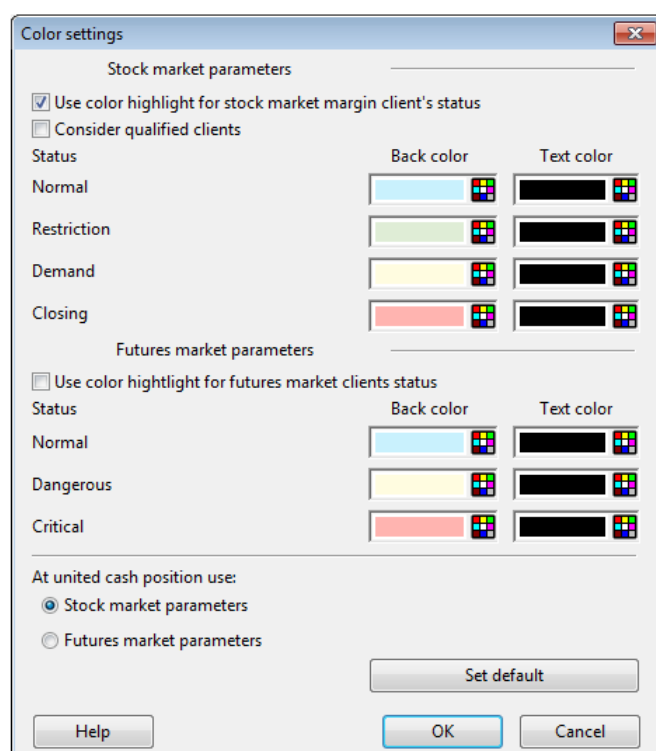 Color settings
Stock market parameters
Use color highlight for stock market margin client's status
Consider qualified clients
Status Back color Text color
Normal
Restriction
Demand
Closing
Futures market parameters
Use color hightlight for futures market clients status
Status Back color Text color
Normal
Dangerous
Critical
At united cash position use:
Stock market parameters
Futures market parameters
Set default
Help OK Cancel